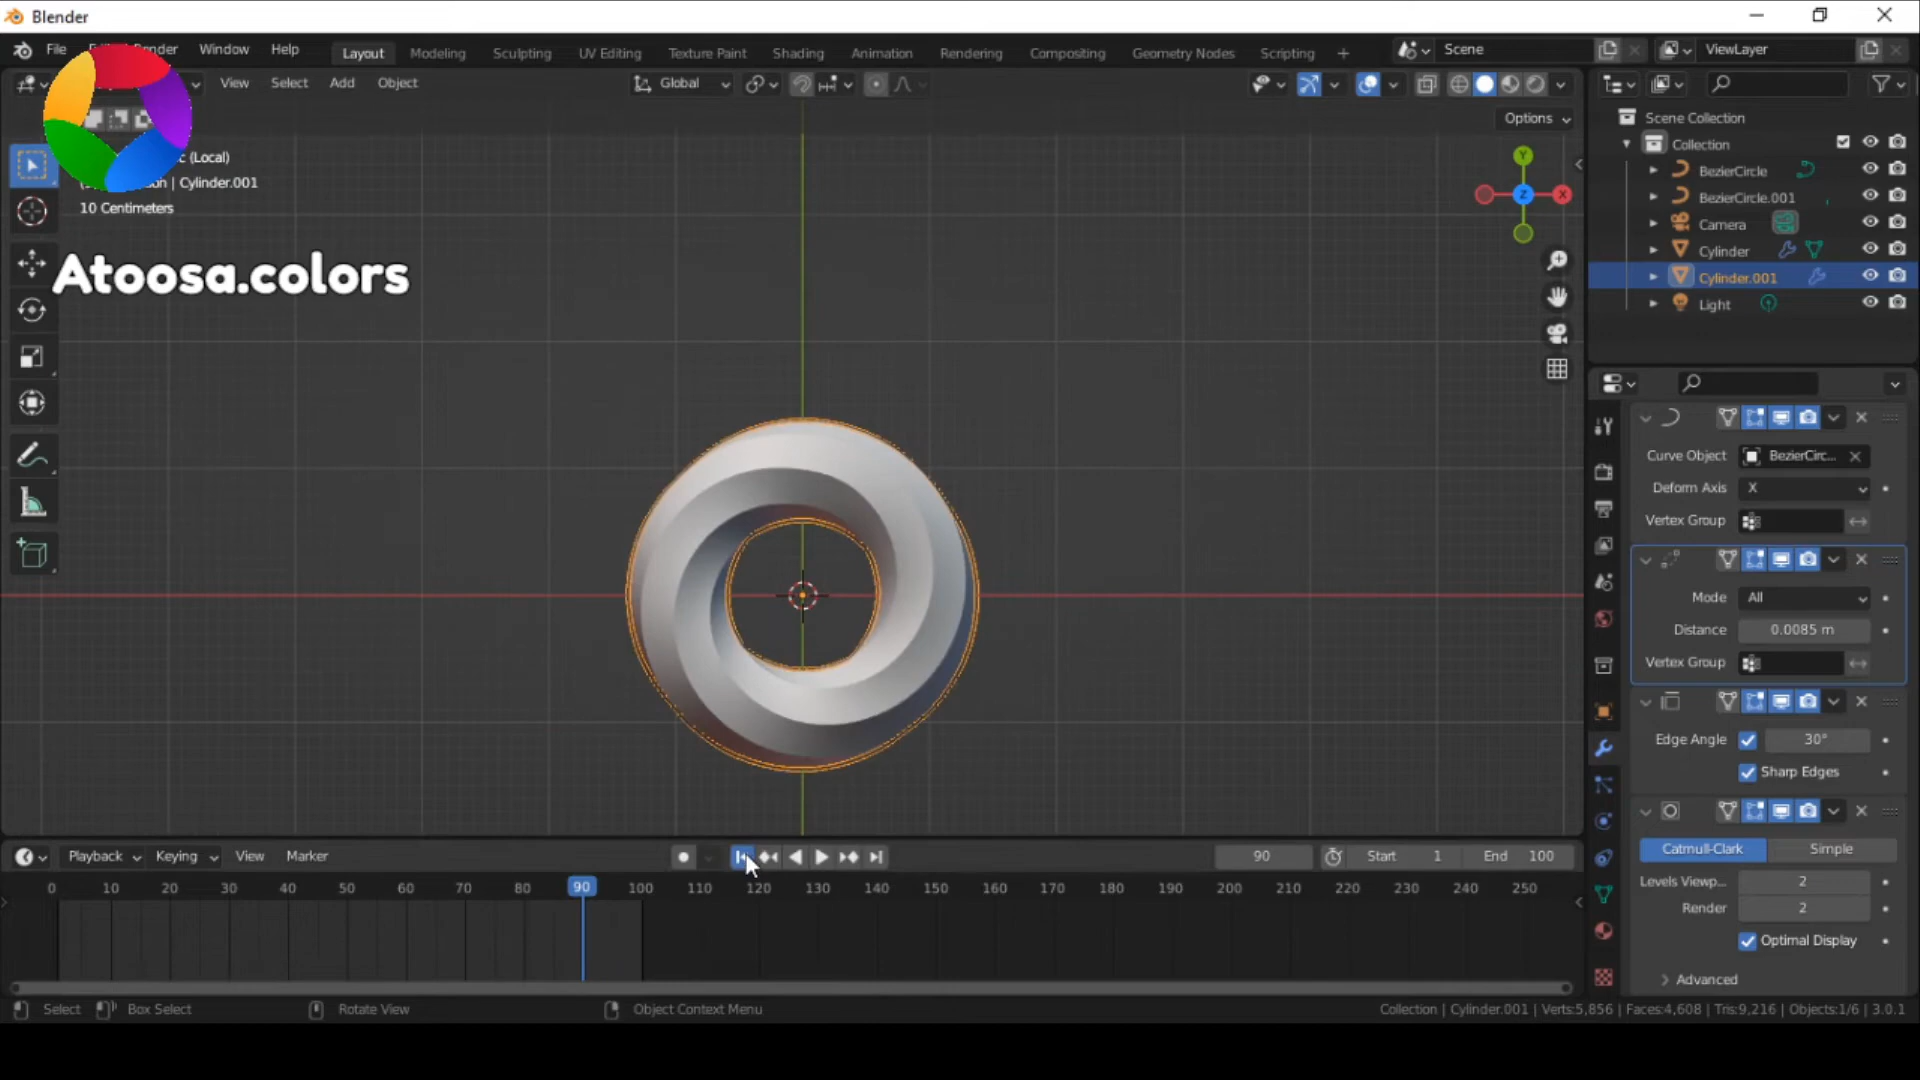 Blender
File Render Window Help Layout Modeling Sculpting UV Editing Texture Paint Shading Animation Rendering Compositing Geometry Nodes Scripting + Scene ViewLayer
View Select Add Object Global
Options
(Local)
| Cylinder.001
10 Centimeters
Atoosa.colors
Y
X
Z
Scene Collection
Collection
BezierCircle
BezierCircle.001
Camera
Cylinder
Cylinder.001
Light
Curve Object BezierCirc...
Deform Axis X
Vertex Group
Mode All
Distance 0.0085 m
Vertex Group
Edge Angle 30°
Sharp Edges
Catmull-Clark Simple
Levels Viewp... 2
Render 2
Optimal Display
Advanced
Playback Keying View Marker 90 Start 1 End 100
0 10 20 30 40 50 60 70 80 90 100 110 120 130 140 150 160 170 180 190 200 210 220 230 240 250
Select Box Select Rotate View Object Context Menu Collection | Cylinder.001 | Verts:5,856 | Faces:4,608 | Tris:9,216 | Objects:1/6 | 3.0.1